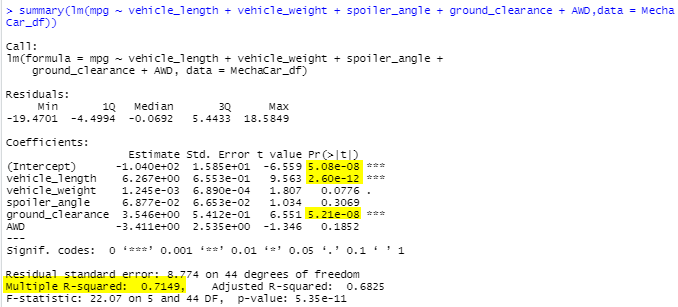 > summary(lm(mpg ~ vehicle_length + vehicle_weight + spoiler_angle + ground_clearance + AWD,data = Mecha
Car_df))
Call:
lm(formula = mpg ~ vehicle_length + vehicle_weight + spoiler_angle +
    ground_clearance + AWD, data = MechaCar_df)
Residuals:
     Min       1Q   Median       3Q      Max
-19.4701  -4.4994  -0.0692   5.4433  18.5849
Coefficients:
                   Estimate Std. Error t value Pr(>|t|)
(Intercept)      -1.040e+02  1.585e+01  -6.559 5.08e-08 ***
vehicle_length    6.267e+00  6.553e-01   9.563 2.60e-12 ***
vehicle_weight    1.245e-03  6.890e-04   1.807   0.0776 .
spoiler_angle     6.877e-02  6.653e-02   1.034   0.3069
ground_clearance  3.546e+00  5.412e-01   6.551 5.21e-08 ***
AWD              -3.411e+00  2.535e+00  -1.346   0.1852
---
Signif. codes:  0 ‘***’ 0.001 ‘**’ 0.01 ‘*’ 0.05 ‘.’ 0.1 ‘ ’ 1
Residual standard error: 8.774 on 44 degrees of freedom
Multiple R-squared:  0.7149,	Adjusted R-squared:  0.6825
F-statistic: 22.07 on 5 and 44 DF,  p-value: 5.35e-11